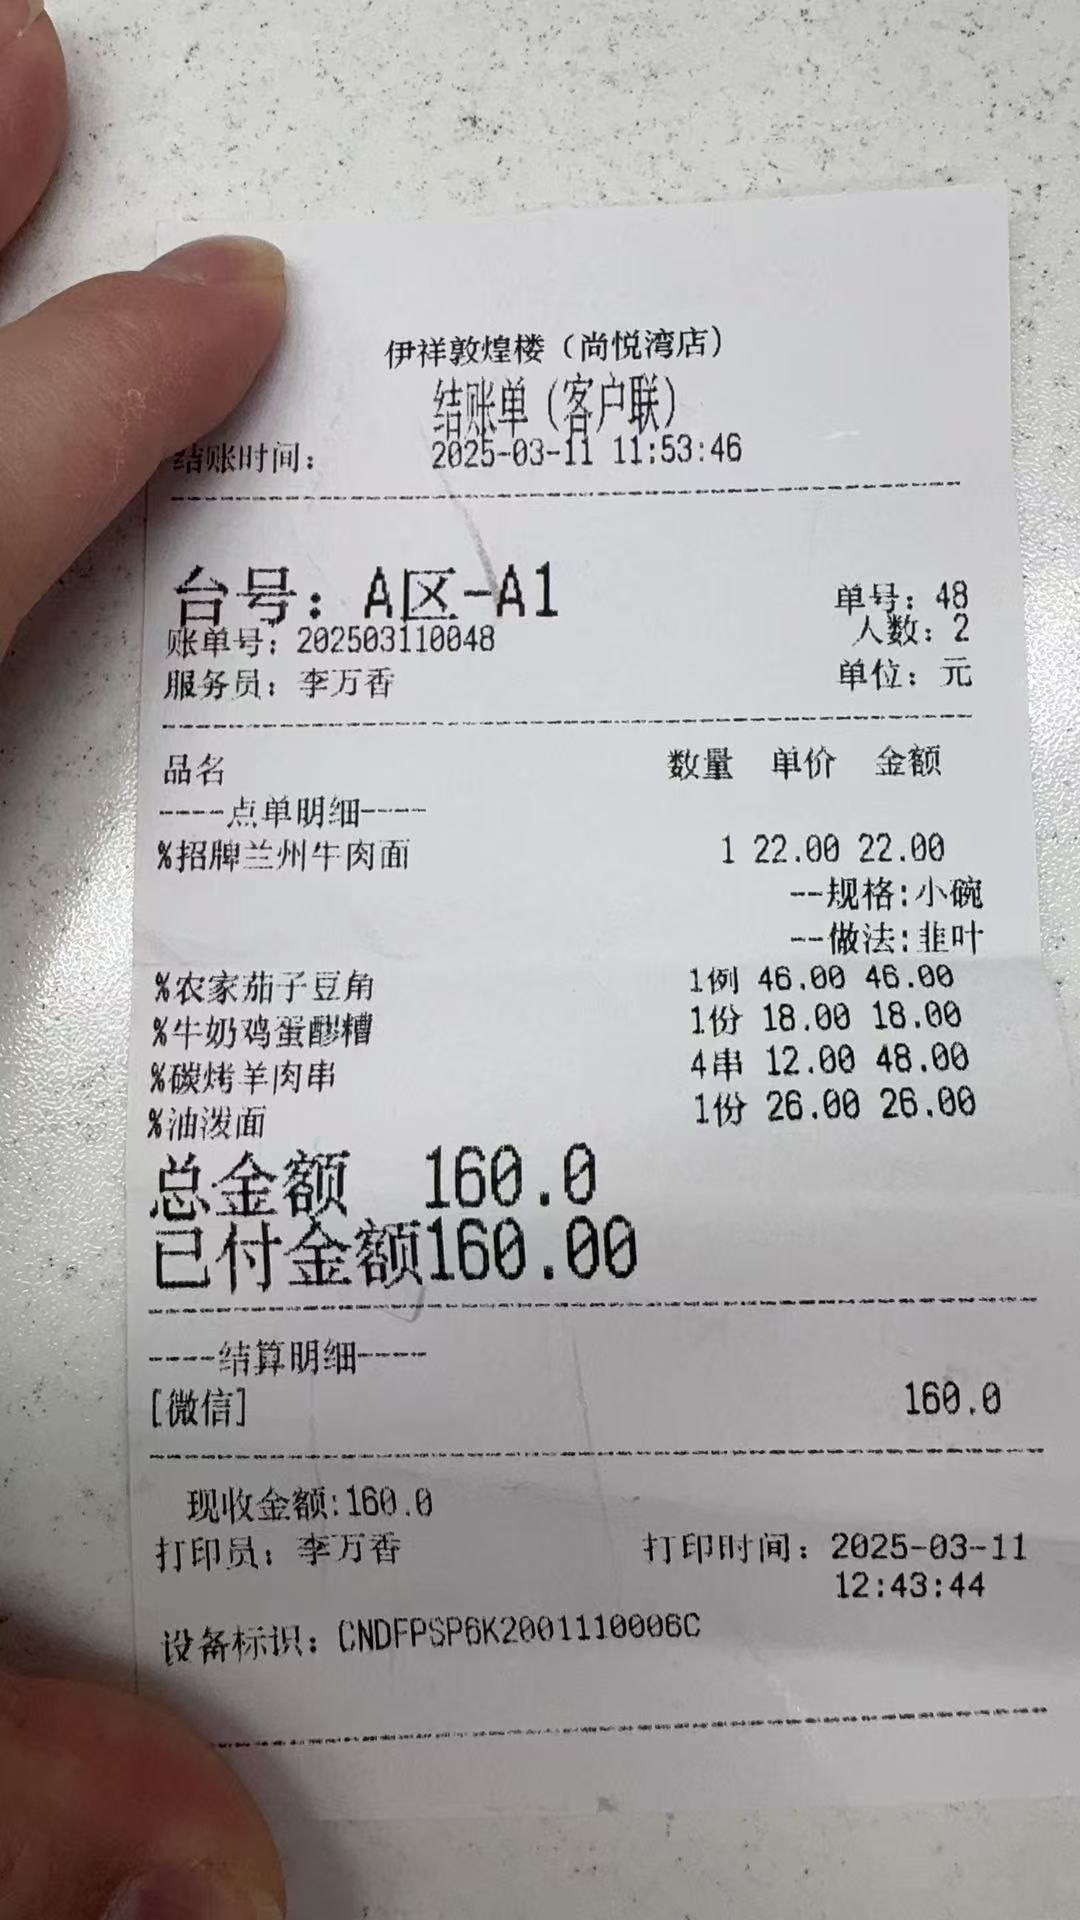 伊祥敦煌楼（尚悦湾店）
结账单（客户联）
结账时间： 2025-03-11 11:53:46
台号：A区-A1 单号：48
账单号：202503110048 人数：2
服务员：李万香 单位：元
品名 数量 单价 金额
----点单明细----
%招牌兰州牛肉面 1 22.00 22.00
--规格:小碗
--做法:韭叶
%农家茄子豆角 1例 46.00 46.00
%牛奶鸡蛋醪糟 1份 18.00 18.00
%碳烤羊肉串 4串 12.00 48.00
%油泼面 1份 26.00 26.00
总金额 160.0
已付金额160.00
----结算明细----
[微信] 160.0
现收金额:160.0
打印员：李万香 打印时间：2025-03-11
12:43:44
设备标识：CNDFPSP6K2001110006C